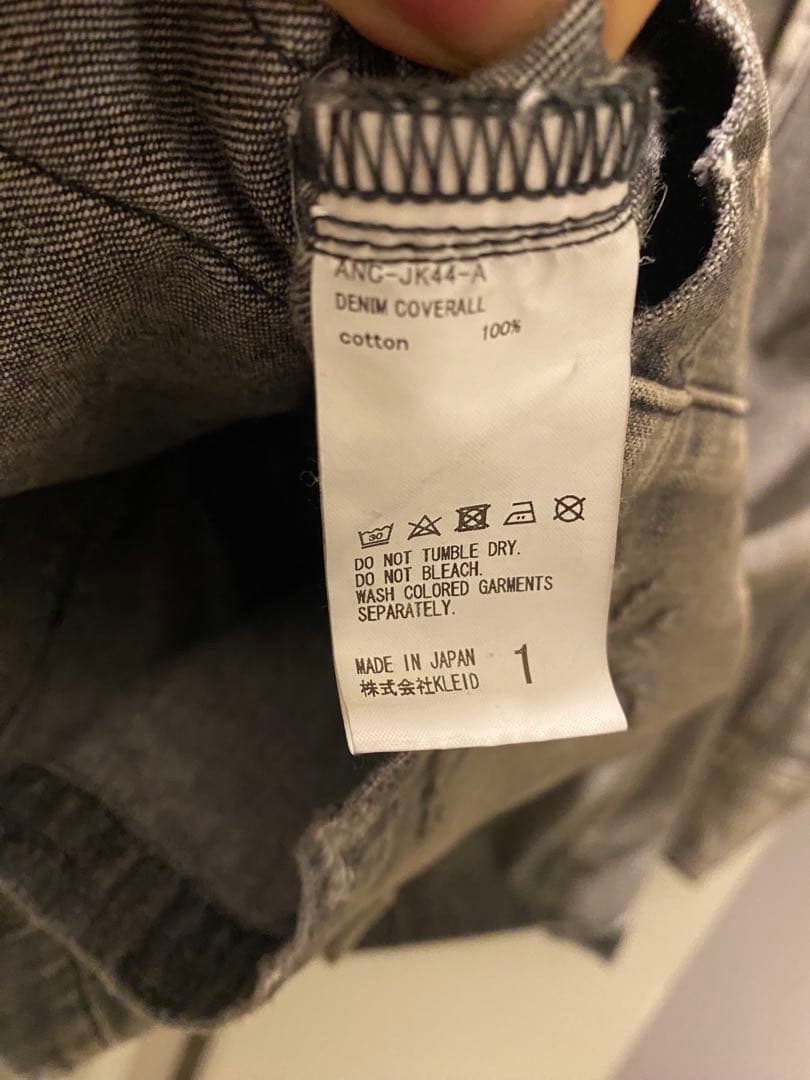 ANC-JK44-A
DENIM COVERALL
cotton 100%
30
DO NOT TUMBLE DRY.
DO NOT BLEACH.
WASH COLORED GARMENTS
SEPARATELY.
MADE IN JAPAN 1
株式会社KLEID